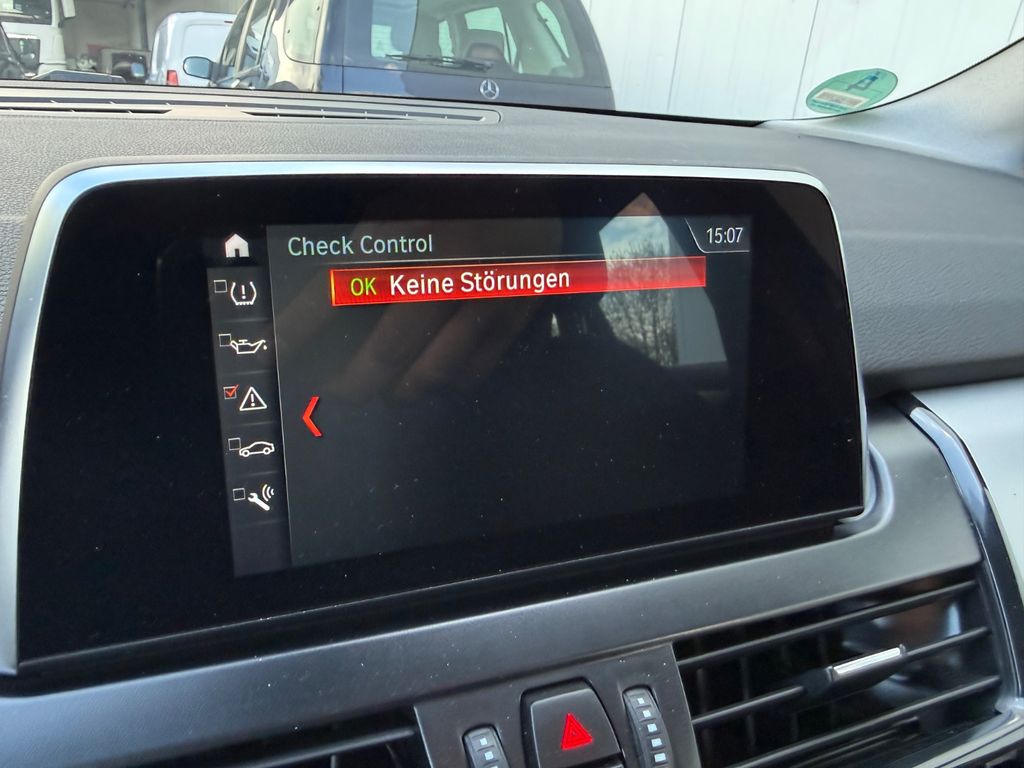 Check Control
15:07
OK Keine Störungen